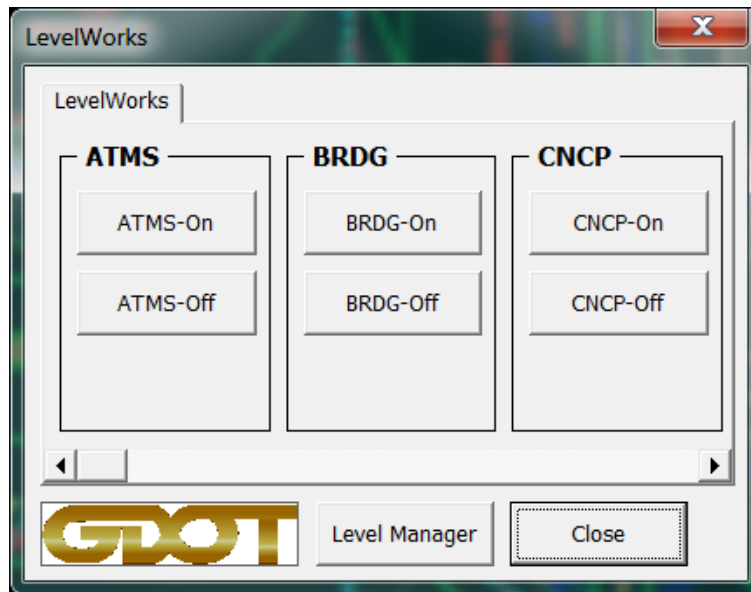 LevelWorks
X
LevelWorks
ATMS
BRDG
CNCP
ATMS-On
BRDG-On
CNCP-On
ATMS-Off
BRDG-Off
CNCP-Off
GDOT
Level Manager
Close